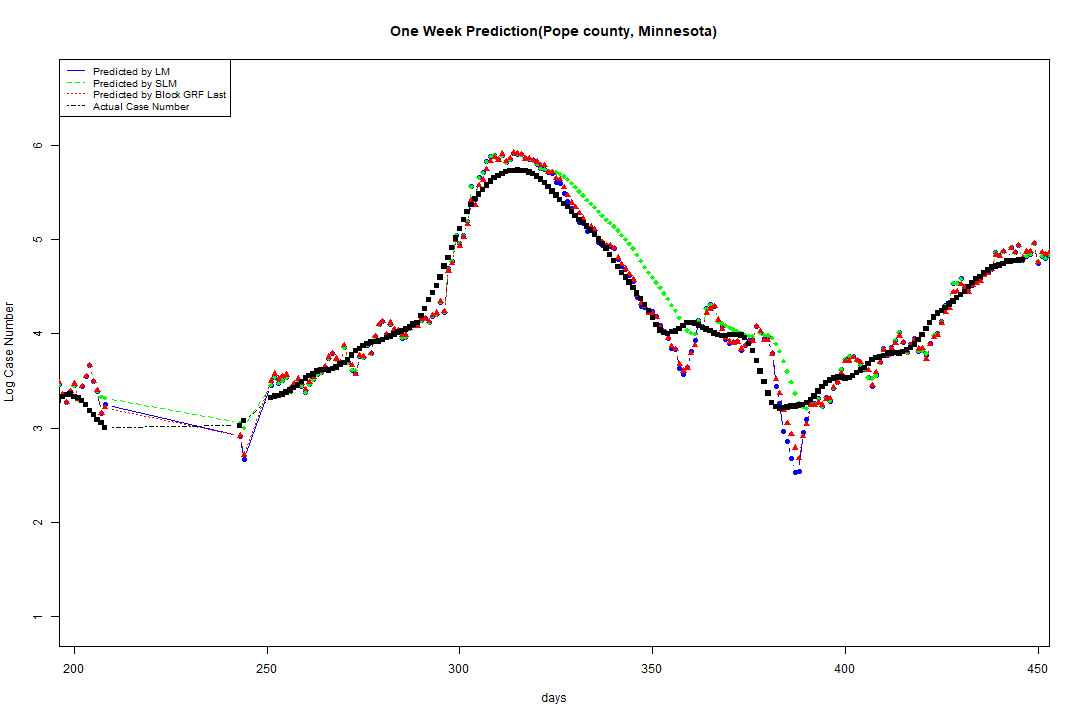 One Week Prediction(Pope county, Minnesota)
Predicted by LM
Predicted by SLM
Predicted by Block GRF Last
Actual Case Number
Log Case Number
6
5
4
3
2
1
200 250 300 350 400 450
days